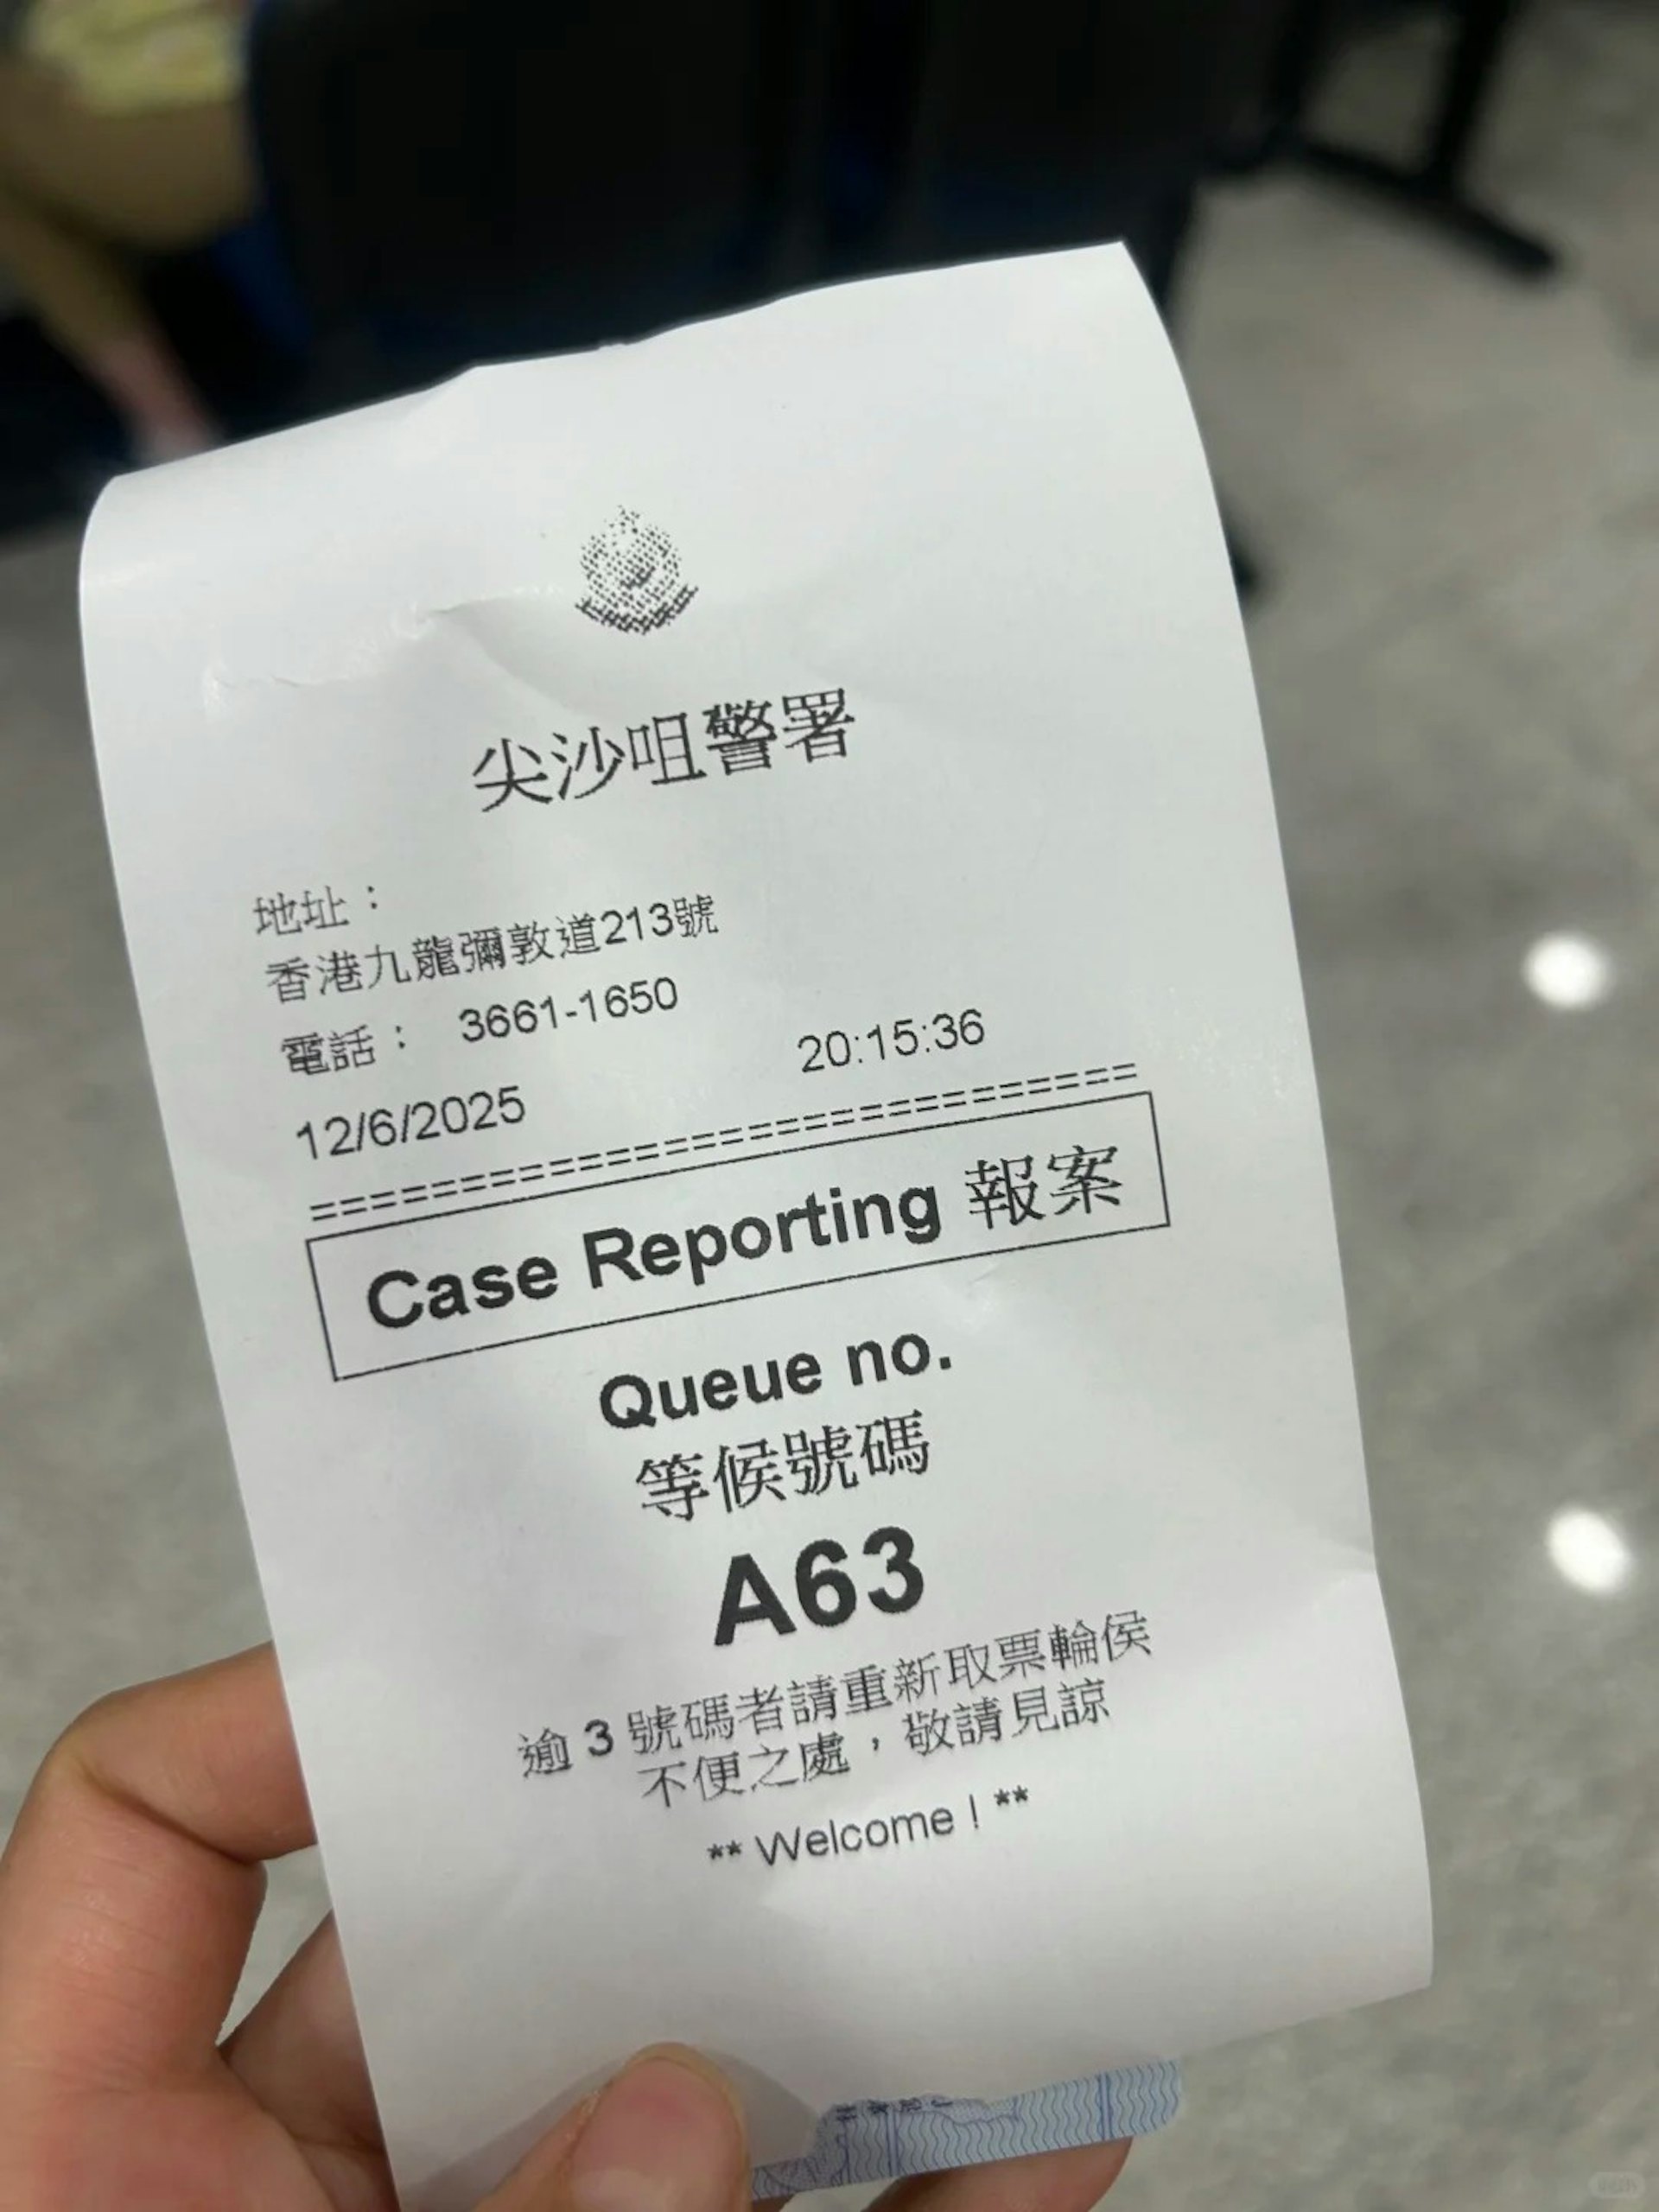 尖沙咀警署
地址：
香港九龍彌敦道213號
電話： 3661-1650
12/6/2025 20:15:36
==============================
Case Reporting 報案
Queue no.
等候號碼
A63
逾 3 號碼者請重新取票輪侯
不便之處，敬請見諒
** Welcome ! **